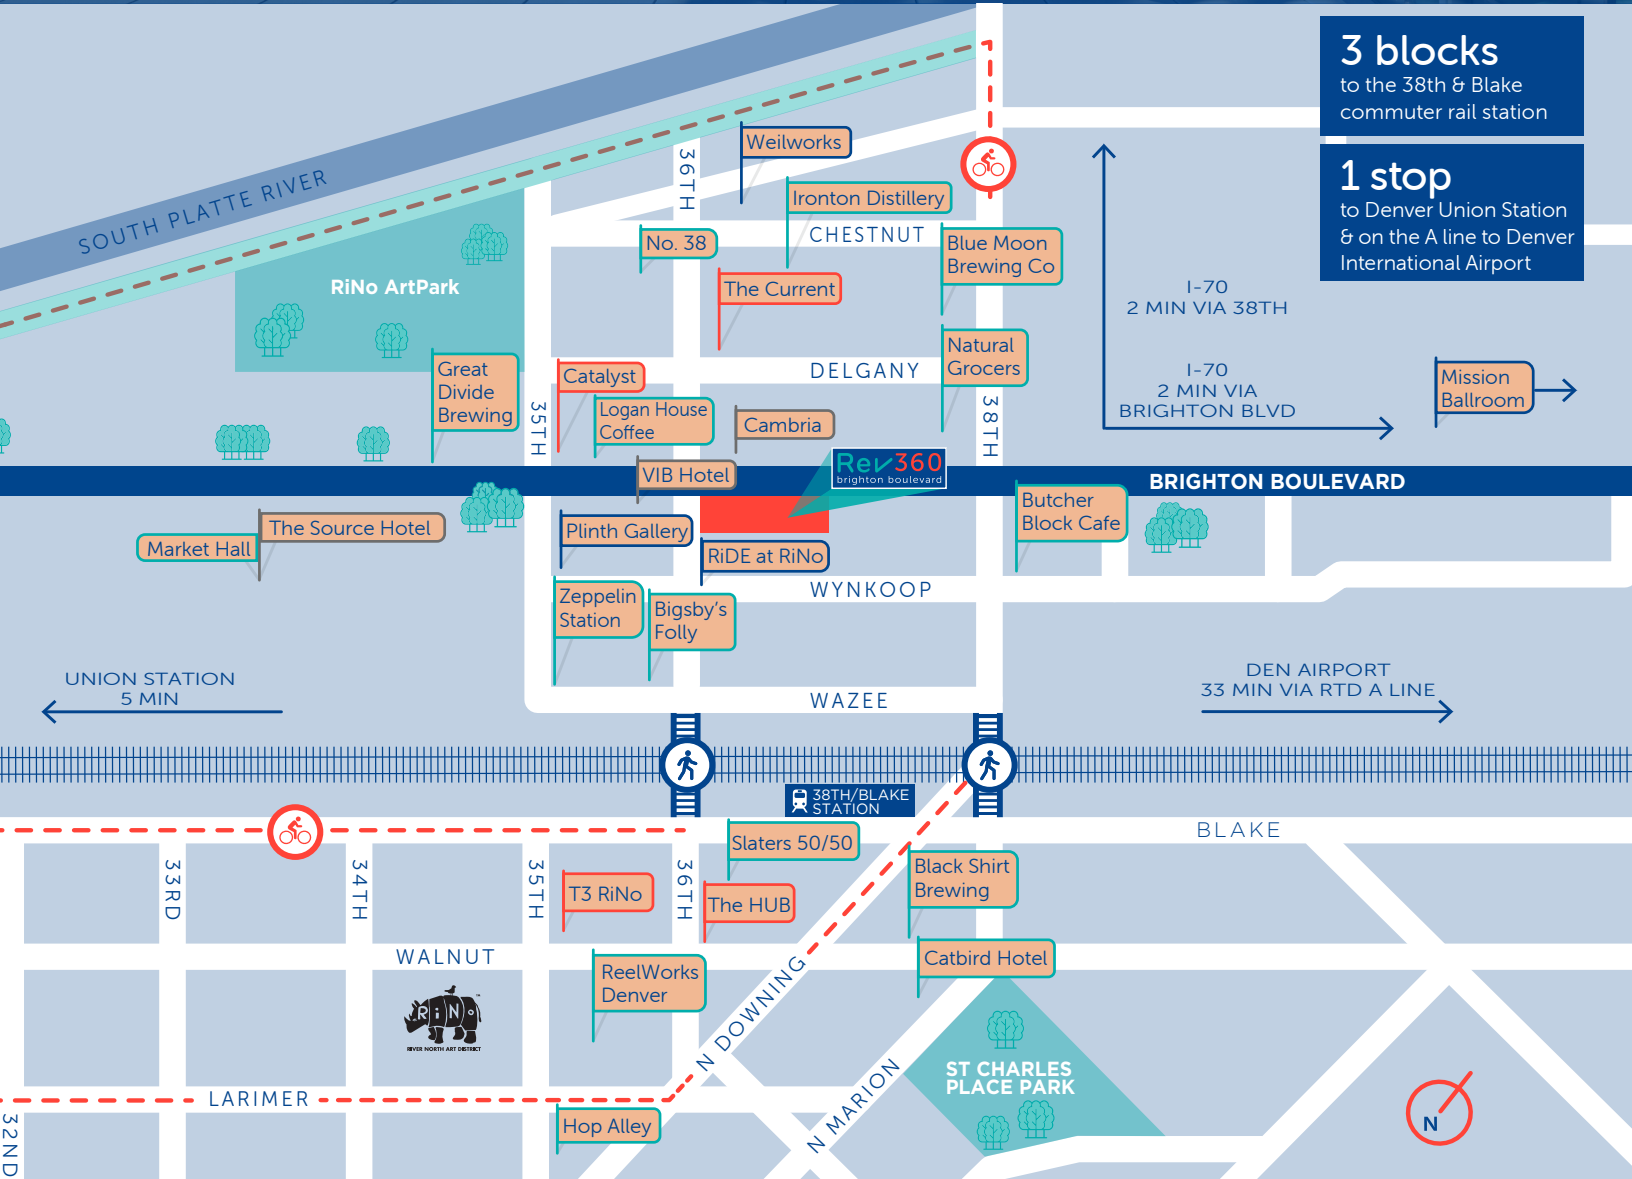 3 blocks
to the 38th & Blake
commuter rail station
1 stop
to Denver Union Station
& on the A line to Denver
International Airport
SOUTH PLATTE RIVER
36TH
Weilworks
Ironton Distillery
No. 38
CHESTNUT
Blue Moon
Brewing Co
RiNo ArtPark
The Current
I-70
2 MIN VIA 38TH
Natural
Grocers
Great
Divide
Brewing
35TH
Catalyst
DELGANY
38TH
I-70
2 MIN VIA
BRIGHTON BLVD
Mission
Ballroom
Logan House
Coffee
Cambria
VIB Hotel
Rev360
brighton boulevard
BRIGHTON BOULEVARD
Market Hall
The Source Hotel
Plinth Gallery
RiDE at RiNo
Butcher
Block Cafe
WYNKOOP
Zeppelin
Station
Bigsby's
Folly
UNION STATION
5 MIN
WAZEE
DEN AIRPORT
33 MIN VIA RTD A LINE
38TH/BLAKE
STATION
BLAKE
33RD
34TH
35TH
36TH
Slaters 50/50
T3 RiNo
The HUB
Black Shirt
Brewing
WALNUT
Catbird Hotel
ReelWorks
Denver
RiNo
™
RIVER NORTH ART DISTRICT
N DOWNING
N MARION
ST CHARLES
PLACE PARK
LARIMER
32ND
Hop Alley
N